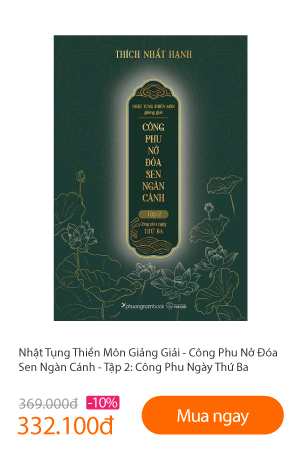 THÍCH NHẤT HẠNH
NHẬT TỤNG THIỀN MÔN
giảng giải
CÔNG
PHU
NỞ
ĐÓA
SEN
NGÀN
CÁNH
Tập 2
Công phu ngày
THỨ BA
phuongnambook
Nhật Tụng Thiền Môn Giảng Giải - Công Phu Nở Đóa
Sen Ngàn Cánh - Tập 2: Công Phu Ngày Thứ Ba
369.000đ -10%
332.100đ
Mua ngay